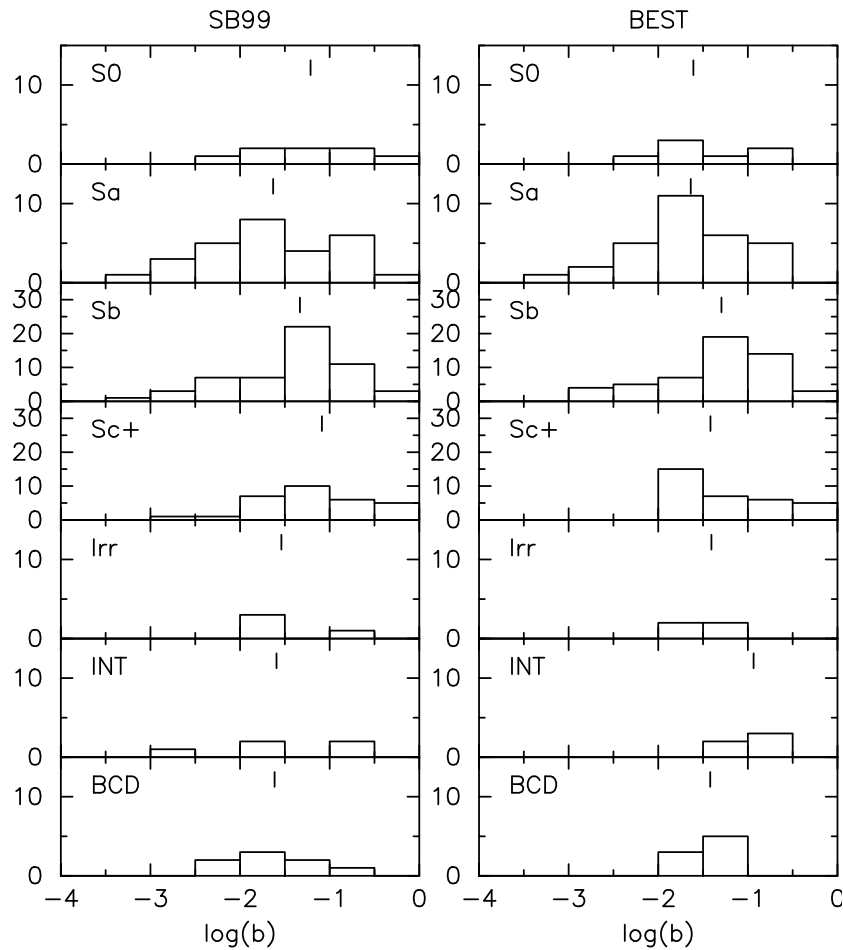 SB99 BEST
10 S0 10 S0
0 0
10 Sa 10 Sa
0 0
30 Sb 30 Sb
20 20
10 10
0 0
30 Sc+ 30 Sc+
20 20
10 10
0 0
10 Irr 10 Irr
0 0
10 INT 10 INT
0 0
10 BCD 10 BCD
0 0
−4 −3 −2 −1 0 −4 −3 −2 −1 0
log(b) log(b)